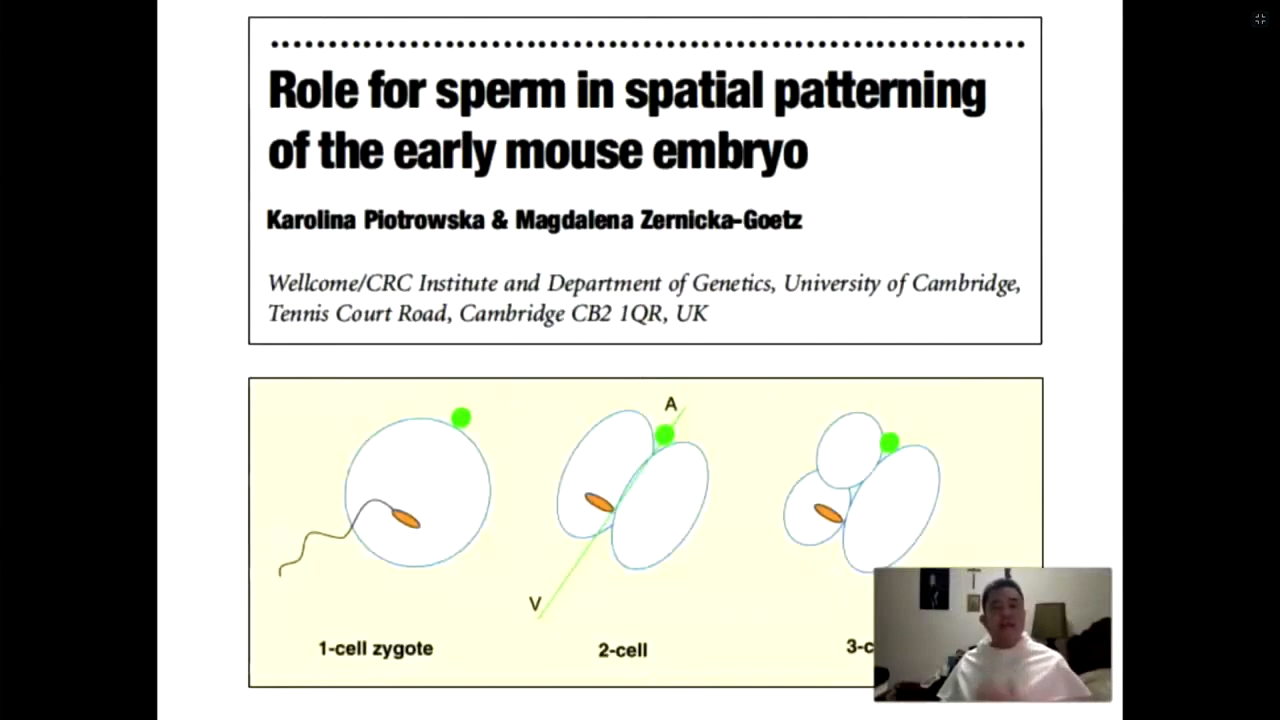 Role for sperm in spatial patterning
of the early mouse embryo
Karolina Piotrowska & Magdalena Zernicka-Goetz
Wellcome/CRC Institute and Department of Genetics, University of Cambridge,
Tennis Court Road, Cambridge CB2 1QR, UK
A
V
1-cell zygote
2-cell
3-c